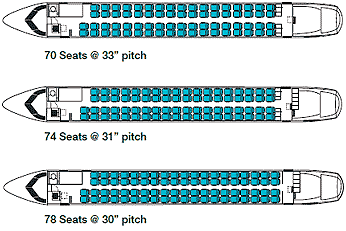 70 Seats @ 33” pitch
74 Seats @ 31” pitch
78 Seats @ 30” pitch